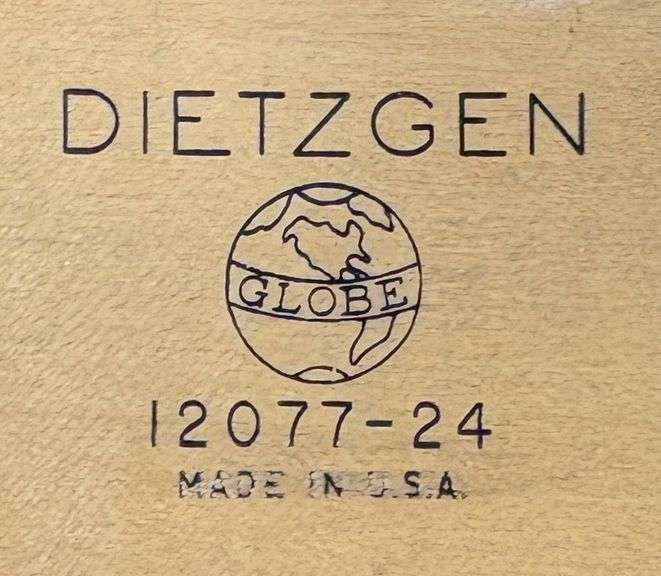 DIETZGEN
GLOBE
12077-24
MADE IN U.S.A.